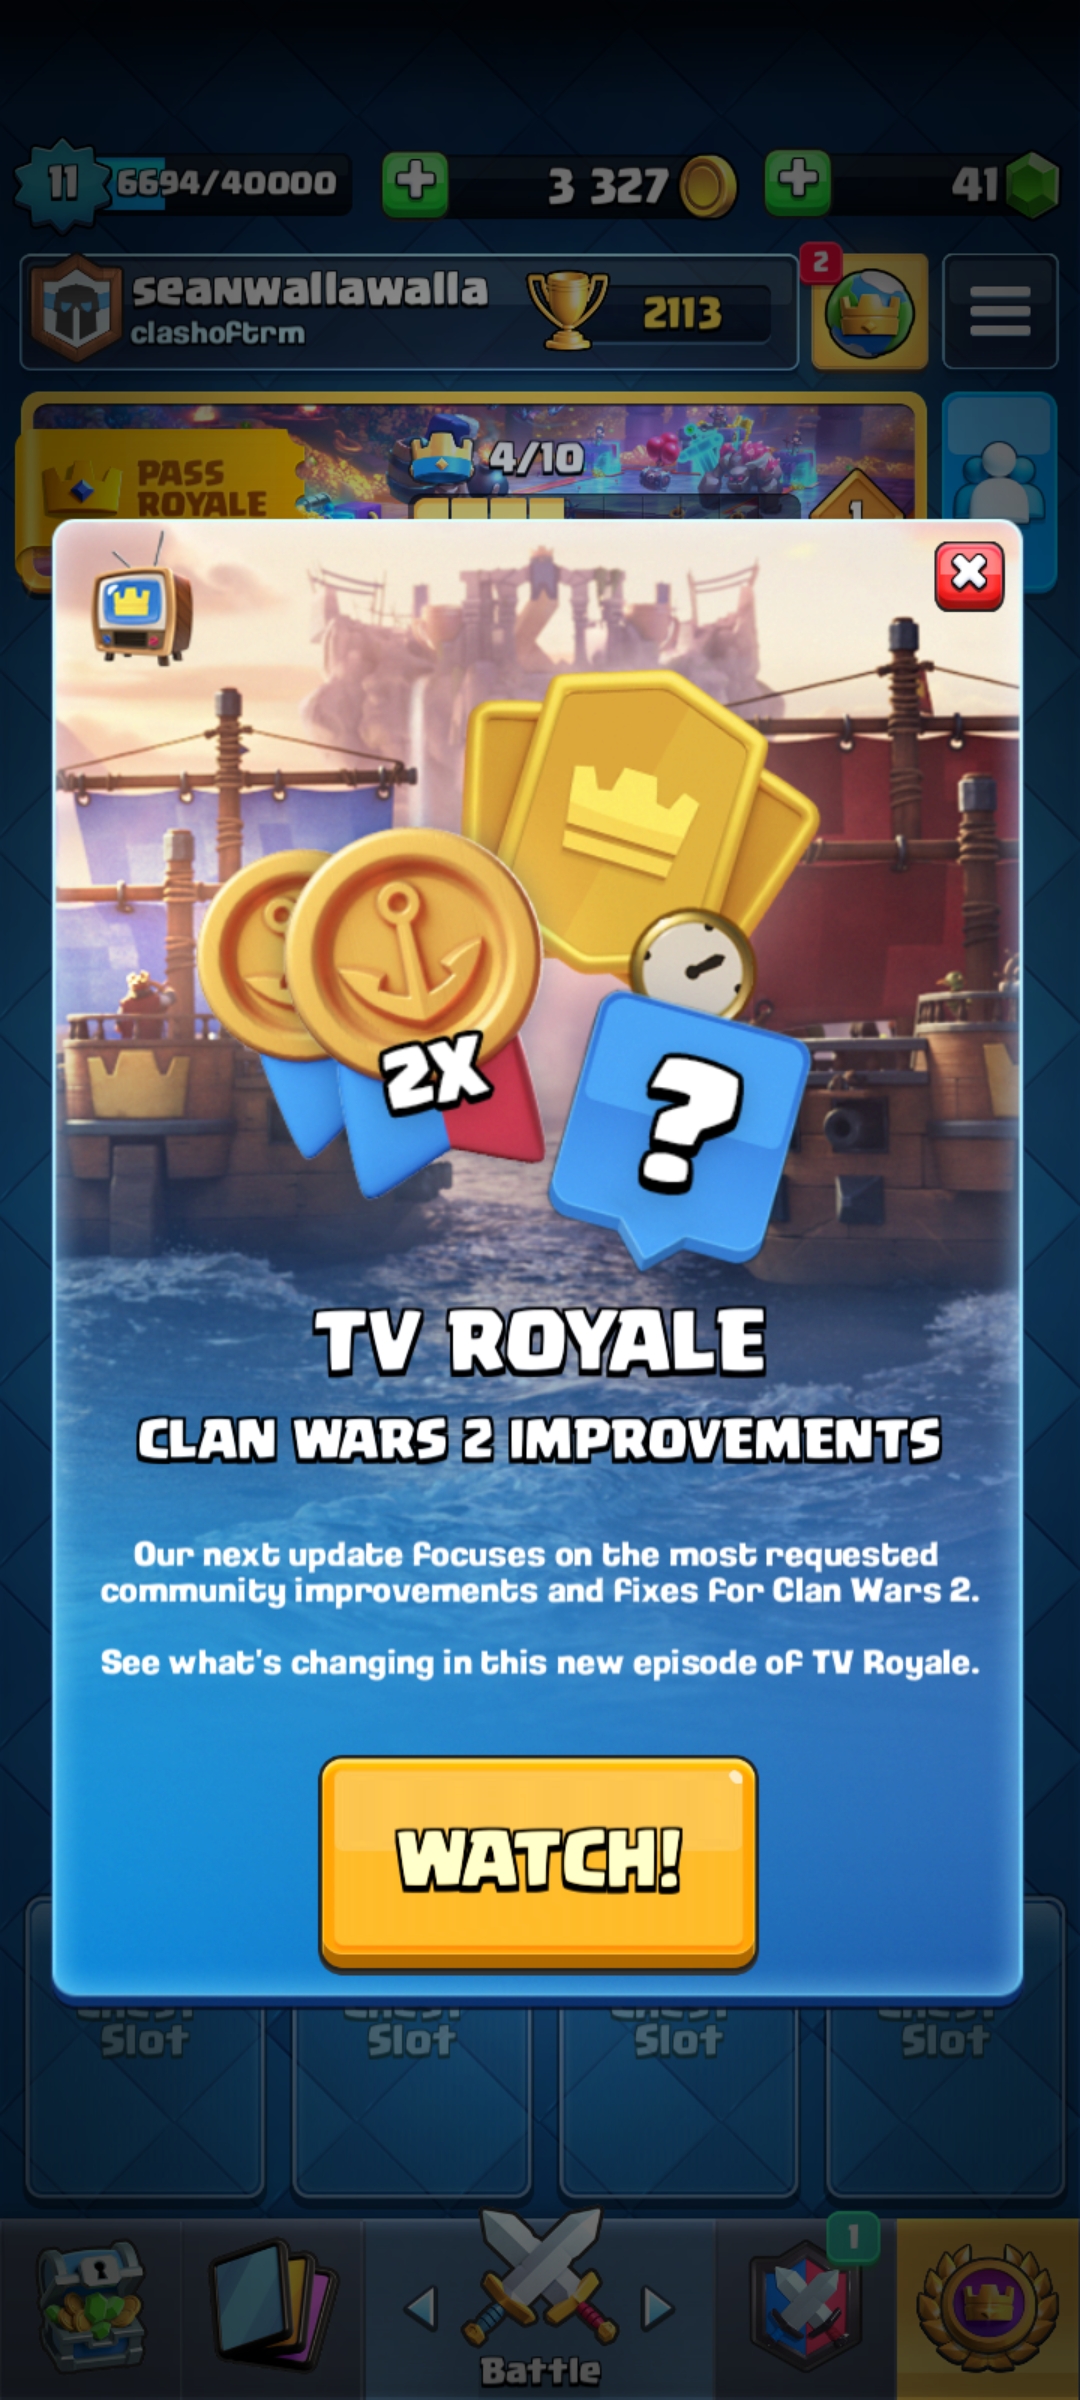 11
6694/40000
3 327
41
seanwallawalla
clashoftrm
2113
2
PASS
ROYALE
4/10
1
2X
?
TV ROYALE
CLAN WARS 2 IMPROVEMENTS
Our next update focuses on the most requested
community improvements and fixes for Clan Wars 2.
See what's changing in this new episode of TV Royale.
WATCH!
Slot
Slot
Slot
Slot
1
Battle